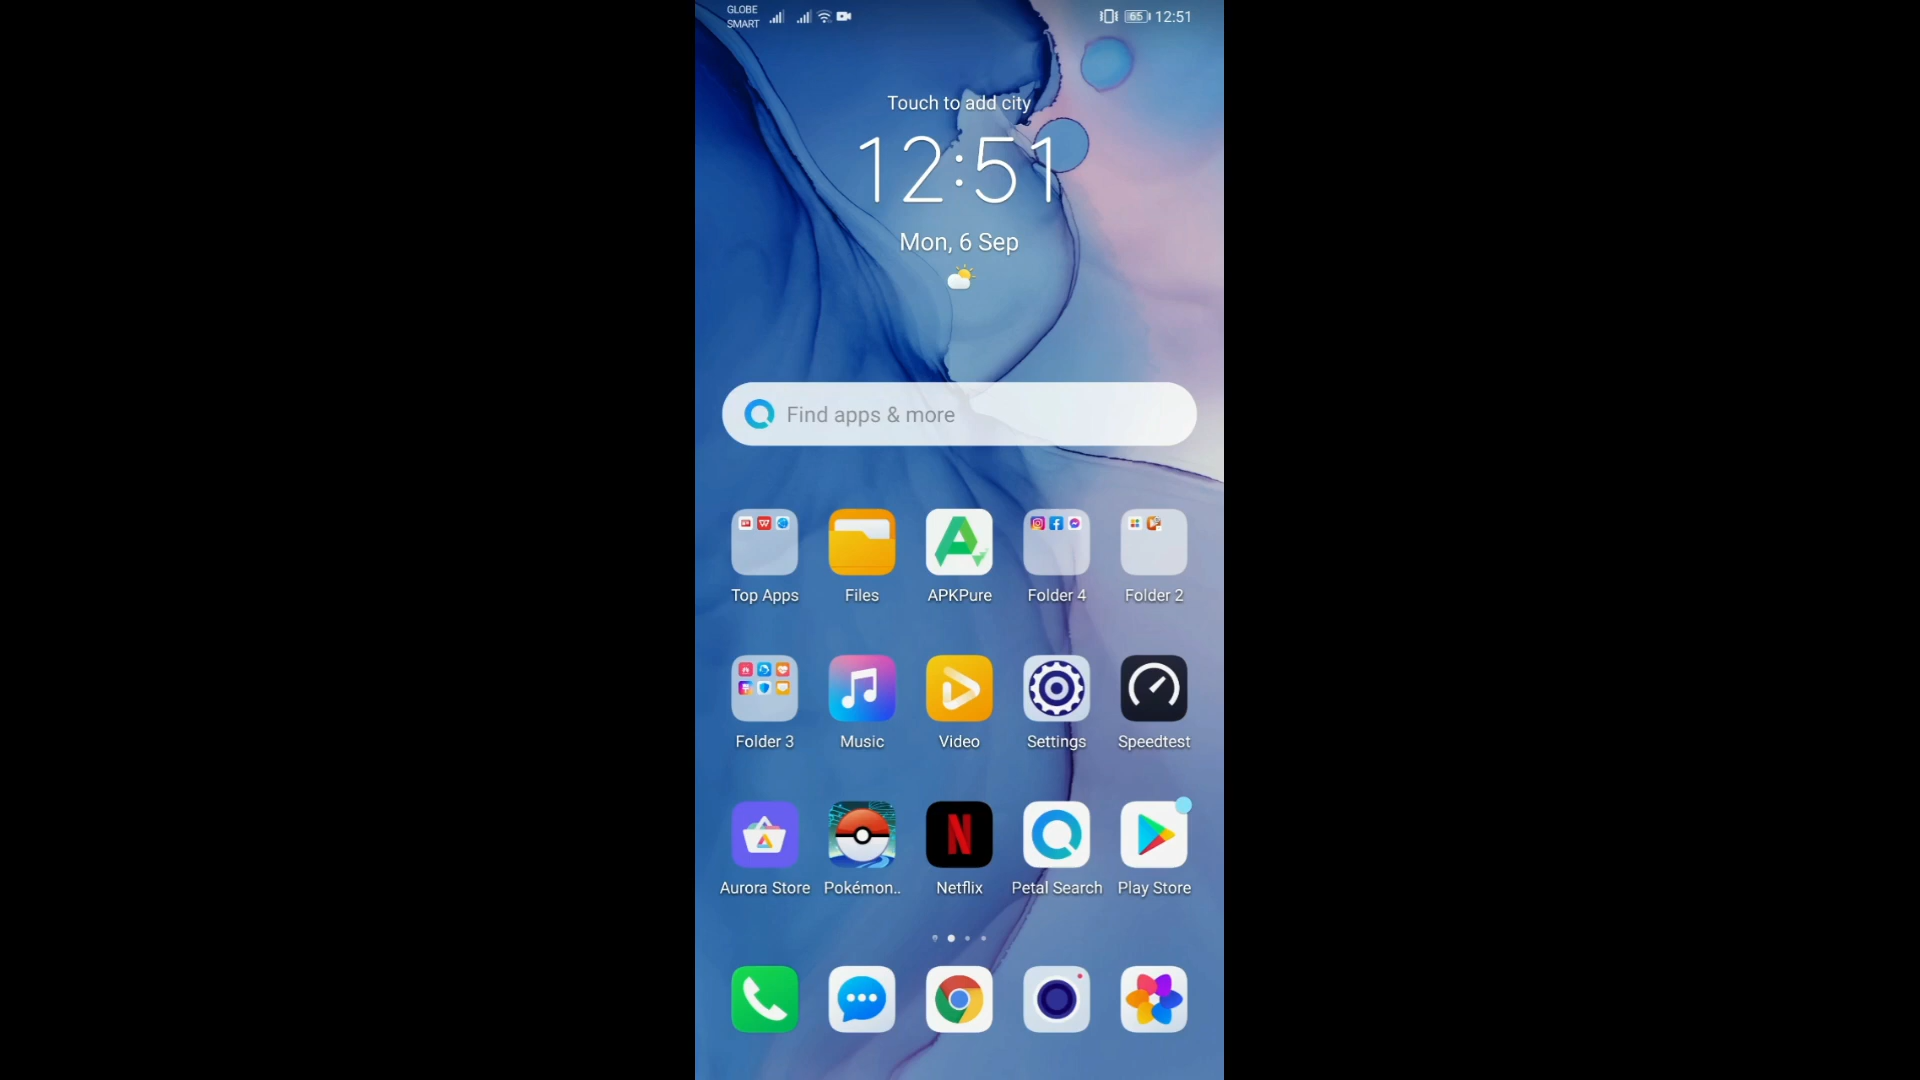 GLOBE
SMART
65 12:51
Touch to add city
12:51
Mon, 6 Sep
Find apps & more
Top Apps Files APKPure Folder 4 Folder 2
Folder 3 Music Video Settings Speedtest
Aurora Store Pokémon.. Netflix Petal Search Play Store